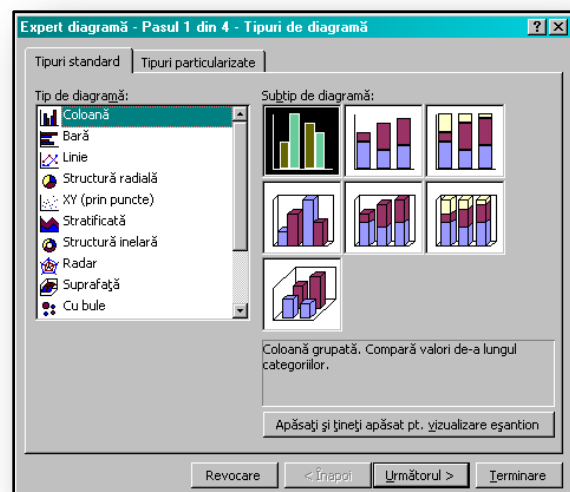 Expert diagramă - Pasul 1 din 4 - Tipuri de diagramă
Tipuri standard
Tipuri particularizate
Tip de diagramă:
Coloană
Bară
Linie
Structură radială
XY (prin puncte)
Stratificată
Structură inelară
Radar
Suprafaţă
Cu bule
Subtip de diagramă:
Coloană grupată. Compară valori de-a lungul
categoriilor.
Apăsaţi şi ţineţi apăsat pt. vizualizare eşantion
Revocare
< Înapoi
Următorul >
Terminare